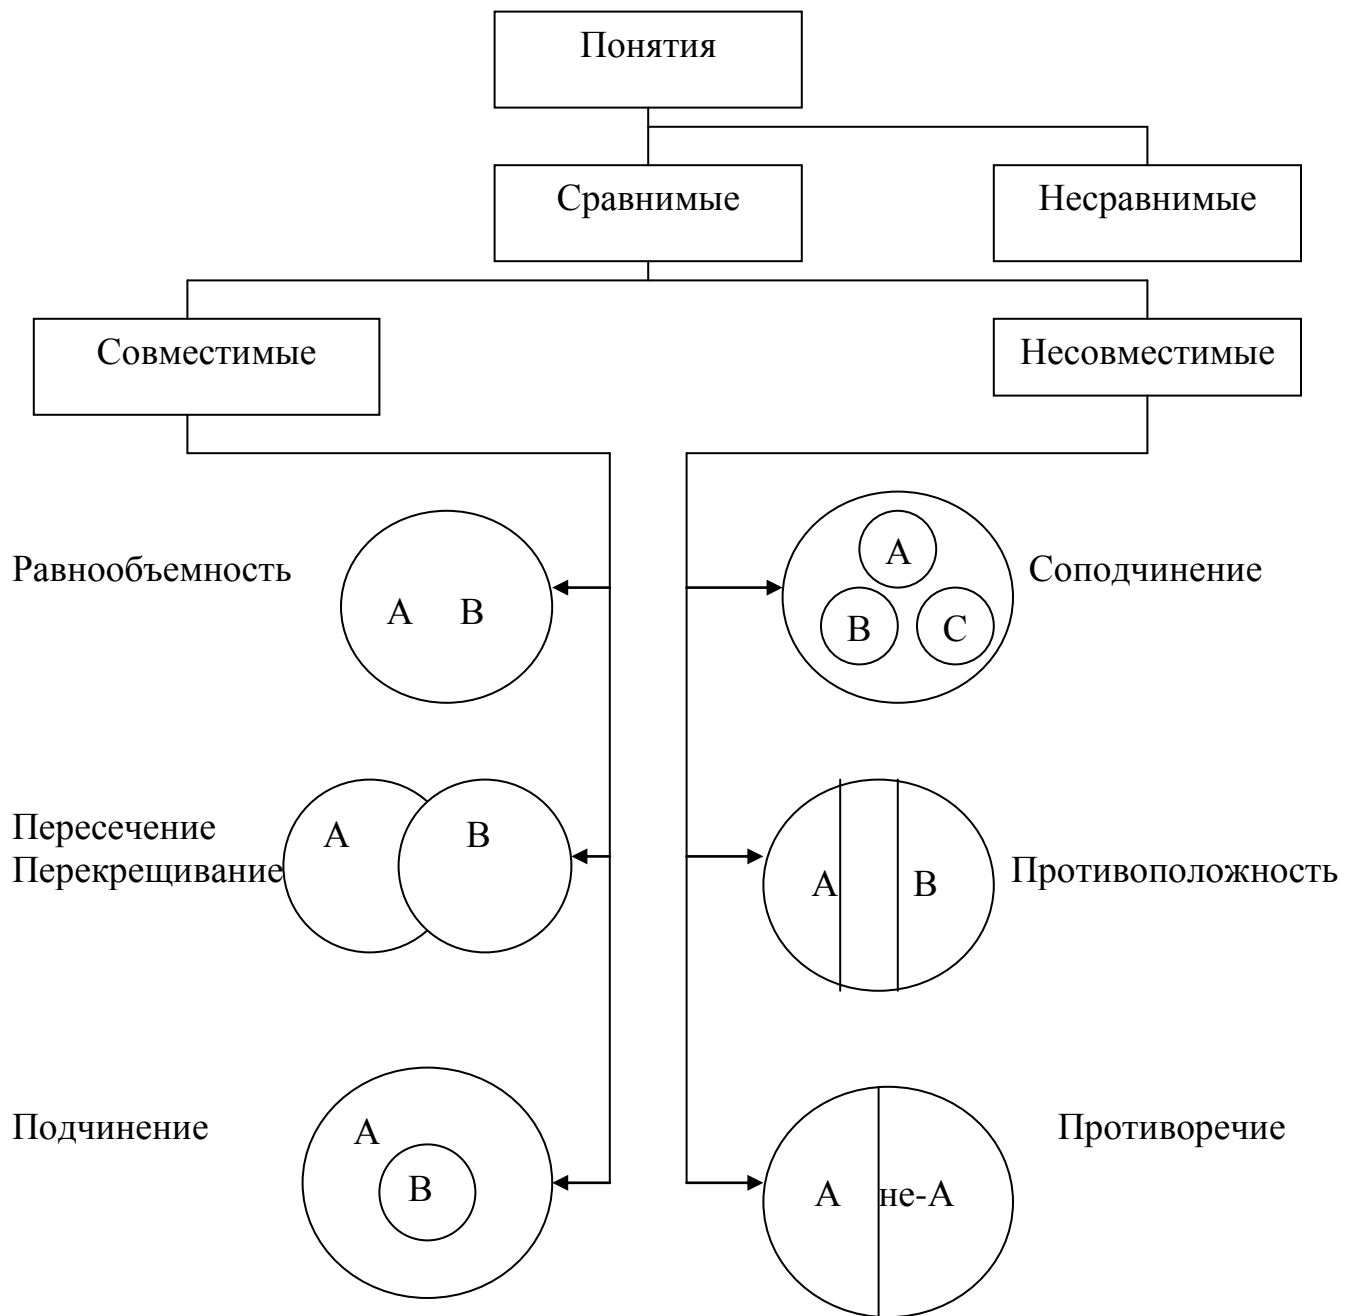 Понятия
Сравнимые
Несравнимые
Совместимые
Несовместимые
Равнообъемность
А В
А
В С
Соподчинение
Пересечение
Перекрещивание
А В
А В
Противоположность
Подчинение
А
В
А не-А
Противоречие